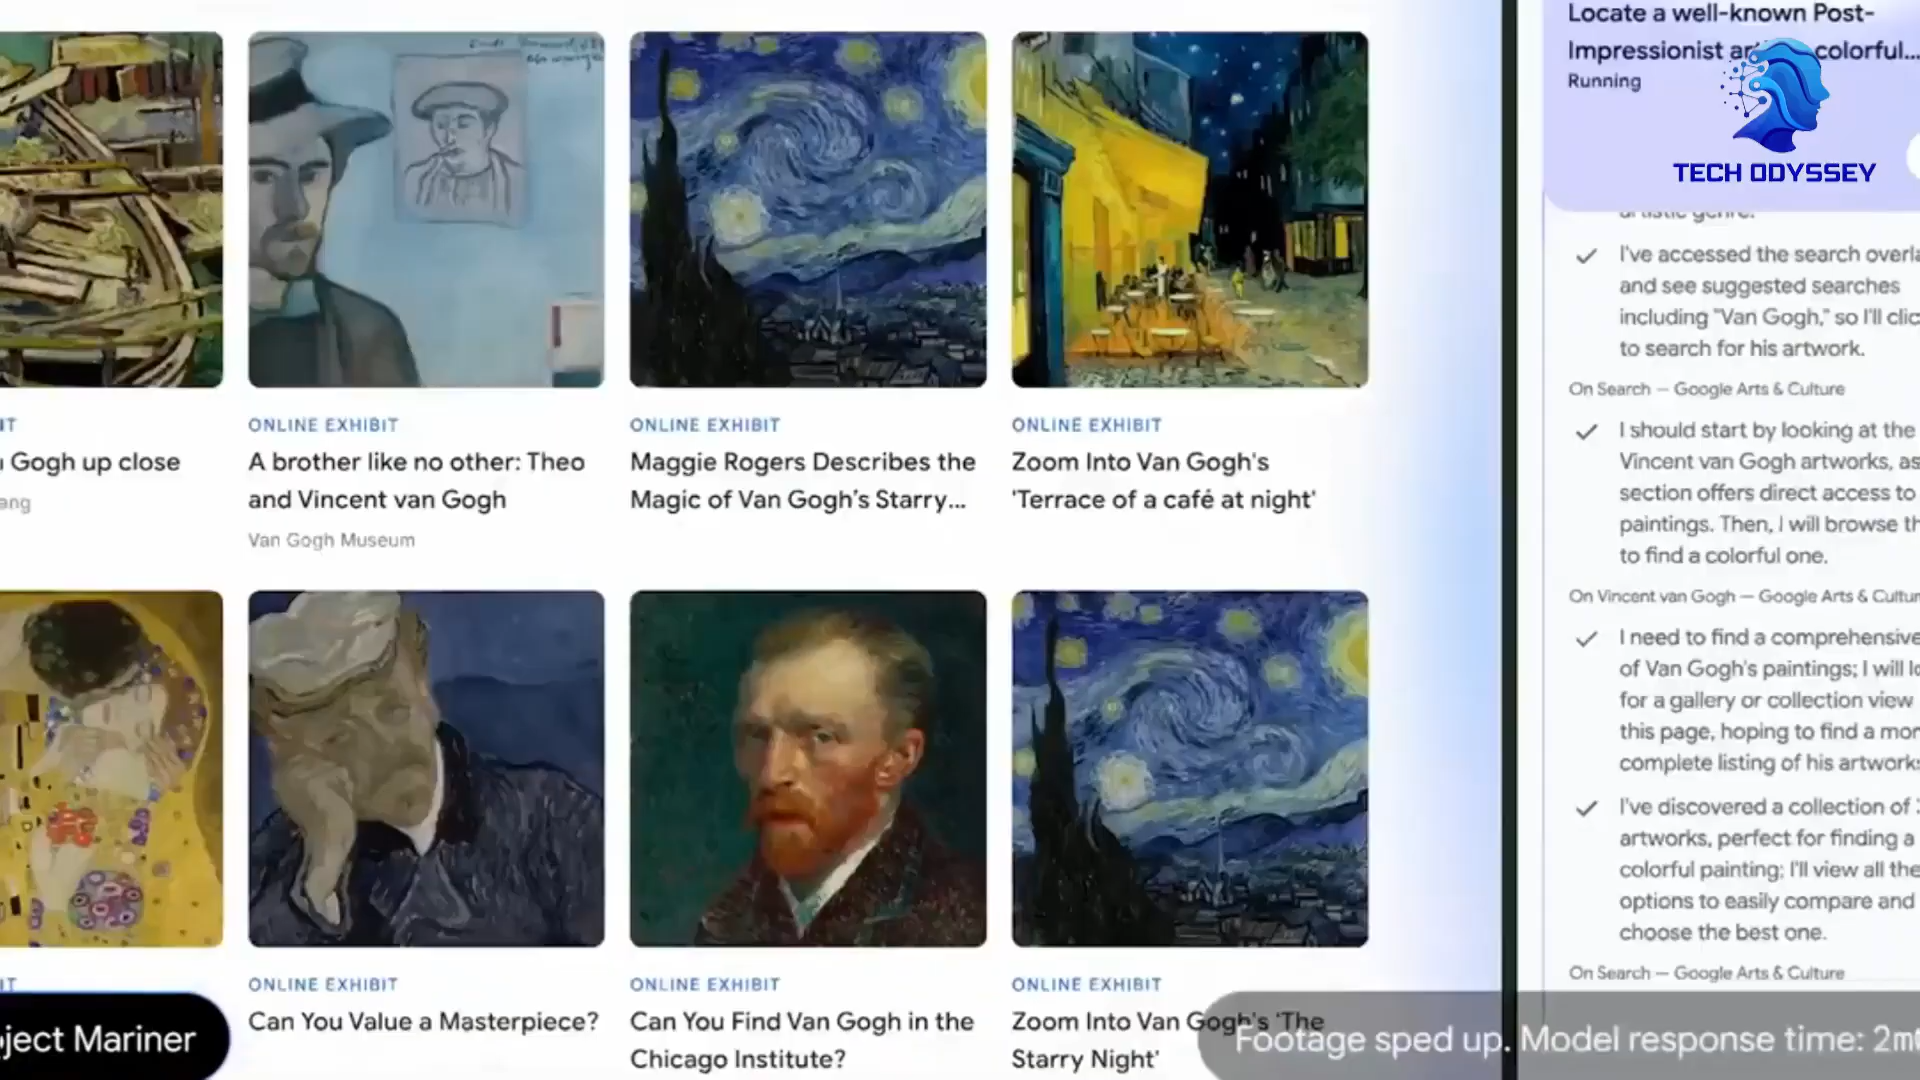 Gogh up close
ONLINE EXHIBIT
A brother like no other: Theo
and Vincent van Gogh
Van Gogh Museum
ONLINE EXHIBIT
Maggie Rogers Describes the
Magic of Van Gogh's Starry...
ONLINE EXHIBIT
Zoom Into Van Gogh's
'Terrace of a café at night'
ONLINE EXHIBIT
Can You Value a Masterpiece?
ONLINE EXHIBIT
Can You Find Van Gogh in the
Chicago Institute?
ONLINE EXHIBIT
Zoom Into Van Gogh's 'The
Starry Night'
ject Mariner
Footage sped up. Model response time: 2m
Locate a well-known Post-
Impressionist colorful...
Running
TECH ODYSSEY
artistic genre.
I've accessed the search
and see suggested searches
including "Van Gogh," so I'll
to search for his artwork.
On Search – Google Arts & Culture
I should start by looking at the
Vincent van Gogh artworks, as
section offers direct access to
paintings. Then, I will browse
to find a colorful one.
On Vincent van Gogh – Google Arts &
I need to find a comprehensive
of Van Gogh's paintings; I will
for a gallery or collection view
this page, hoping to find a
complete listing of his
I've discovered a collection of
artworks, perfect for finding a
colorful painting; I'll view all
options to easily compare and
choose the best one.
On Search – Google Arts & Culture